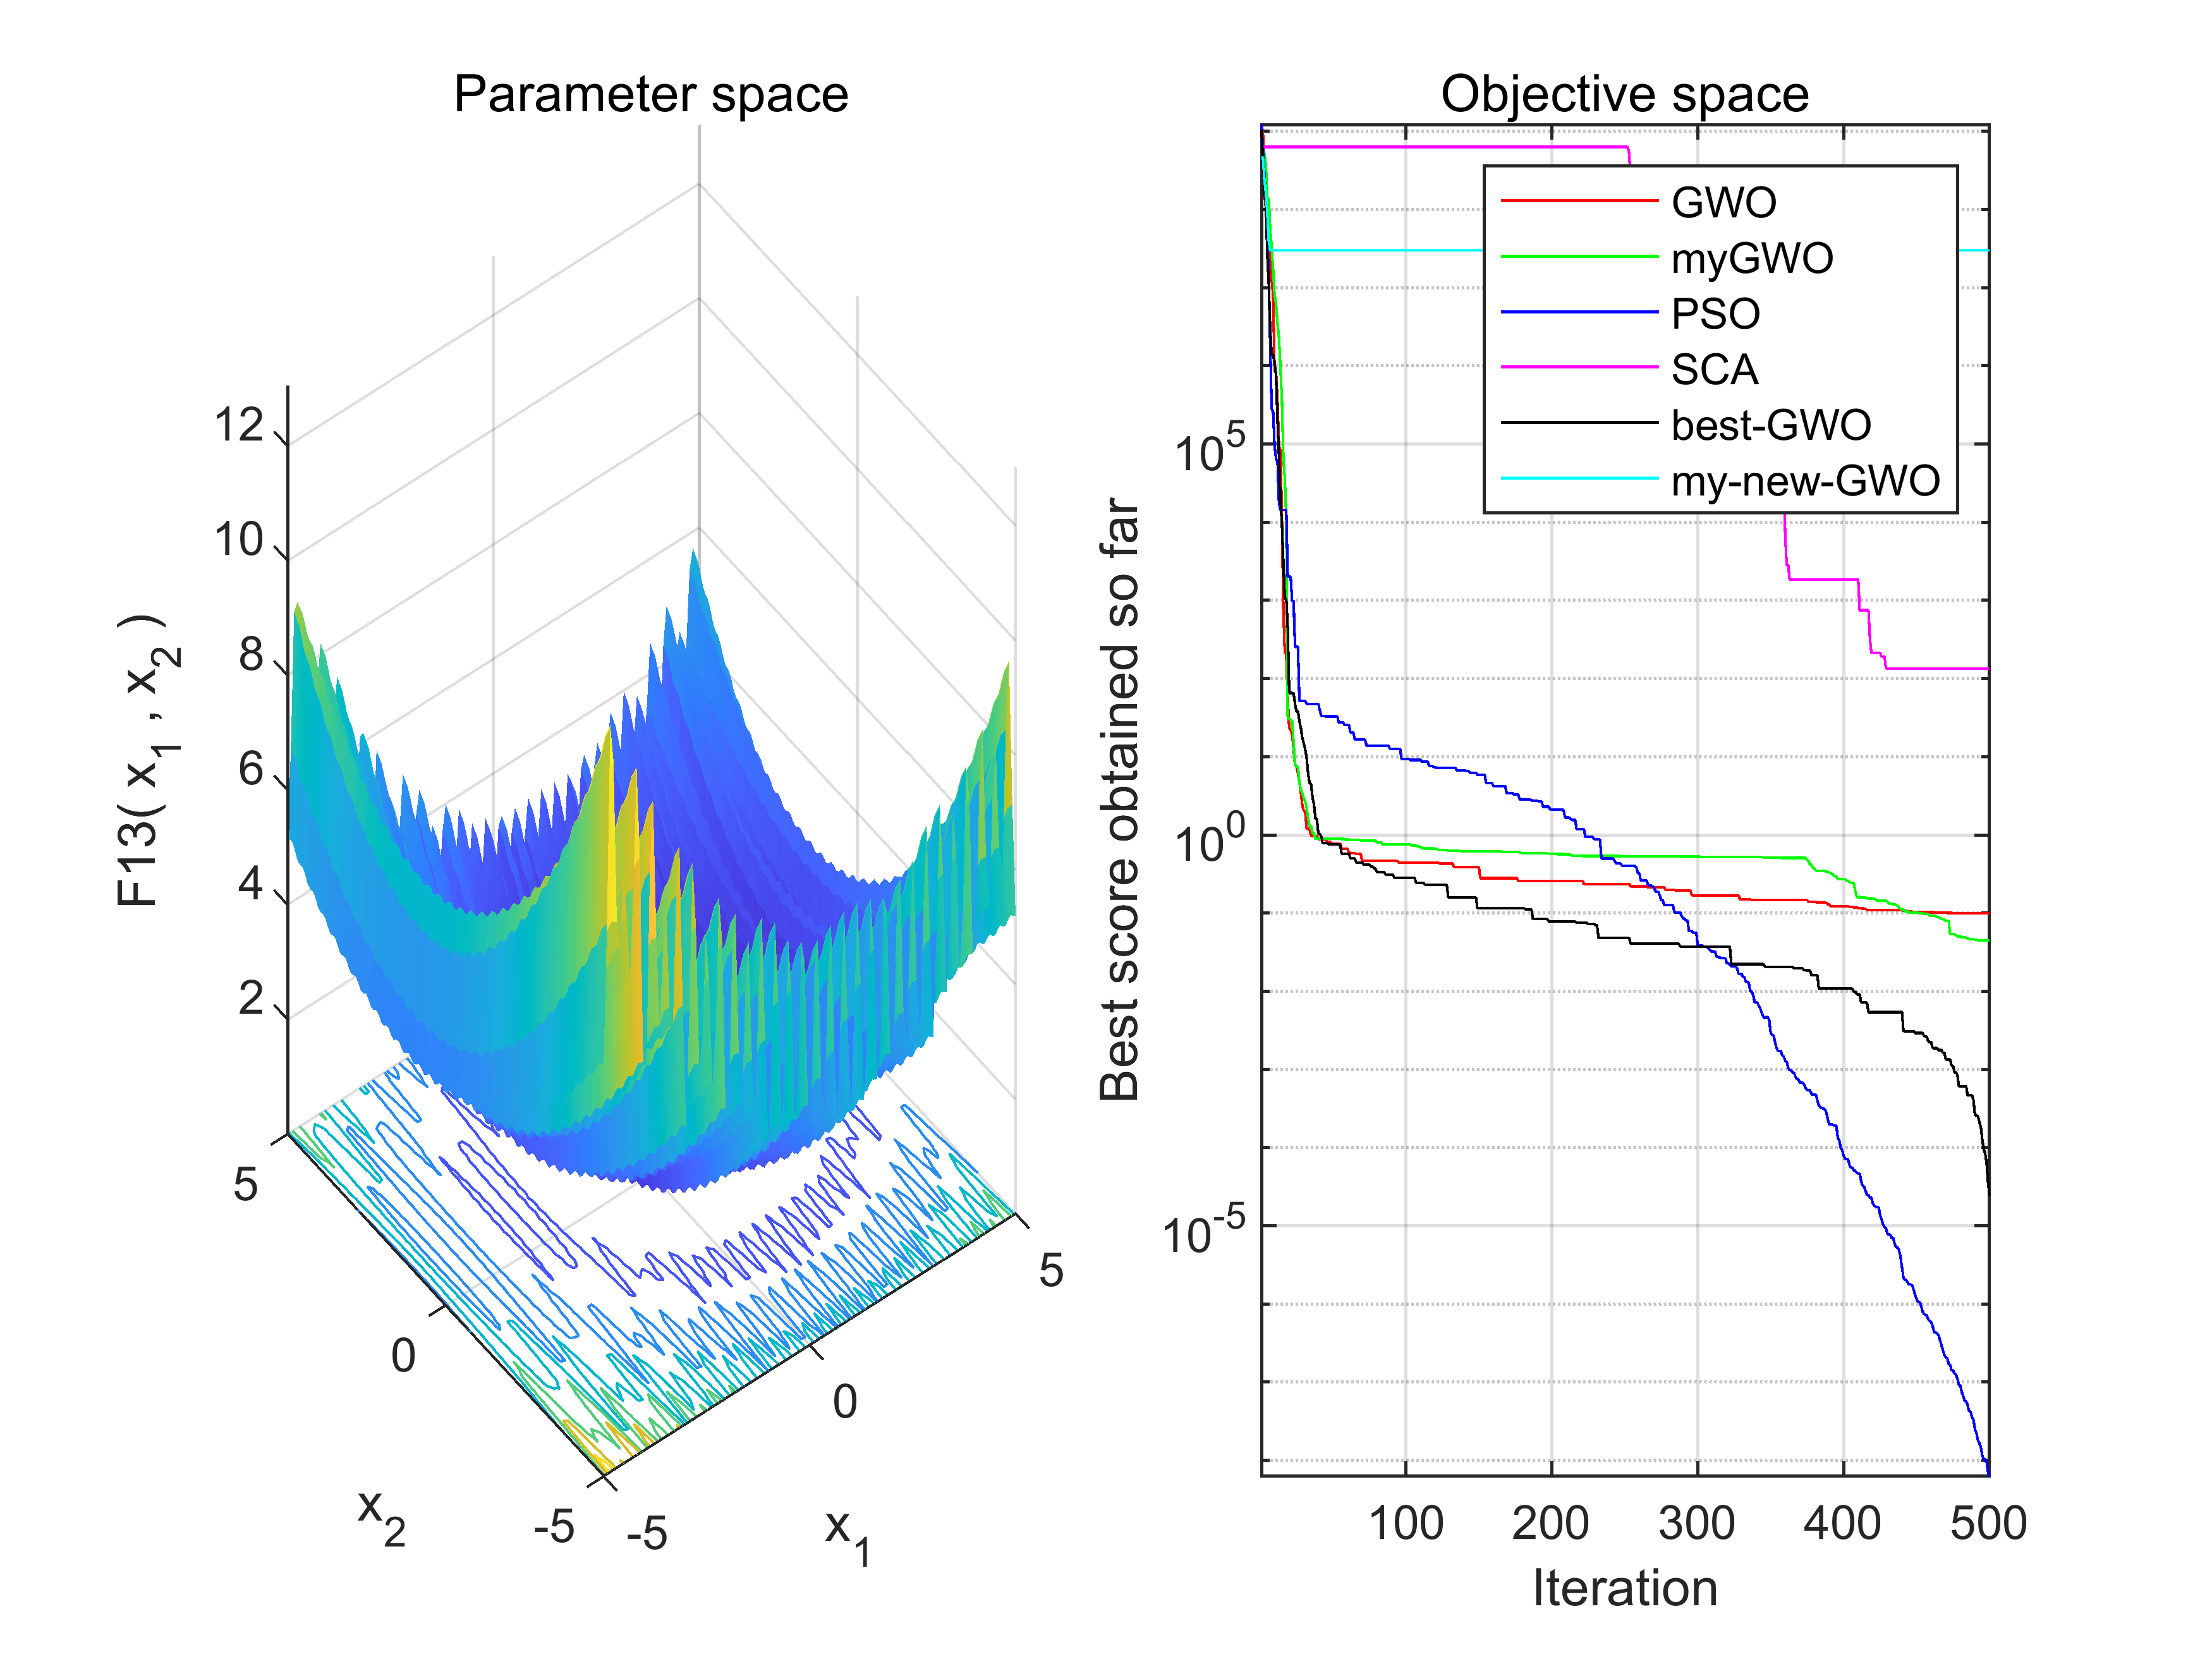 Parameter space
12
10
8
6
4
2
F13( x1 , x2 )
5
0
-5
x2
-5
0
5
x1
Objective space
GWO
myGWO
PSO
SCA
best-GWO
my-new-GWO
10^5
10^0
10^-5
Best score obtained so far
100 200 300 400 500
Iteration